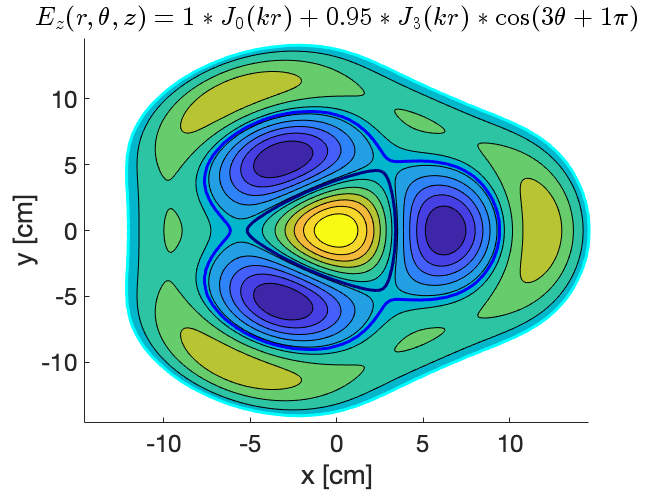 E_z(r, θ, z) = 1 * J_0(kr) + 0.95 * J_3(kr) * cos(3θ + 1π)
10
5
0
-5
-10
y [cm]
-10 -5 0 5 10
x [cm]